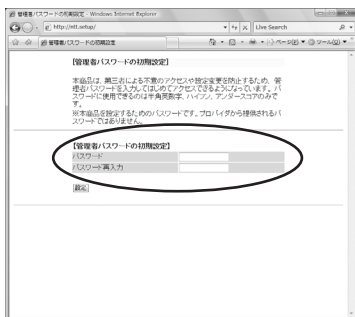 管理者パスワードの初期設定 - Windows Internet Explorer
http://ntt.setup/
Live Search
管理者パスワードの初期設定
ページ(P) ツール(O)
【管理者パスワードの初期設定】
本商品は、第三者による不意のアクセスや設定変更を防止するため、管
理者パスワードを入力してはじめてアクセスできるようになっています。パ
スワードに使用できるのは半角英数字、ハイフン、アンダースコアのみで
す。
※本商品を設定するためのパスワードです。プロバイダから提供されるパ
スワードではありません。
【管理者パスワードの初期設定】
パスワード
パスワード再入力
設定